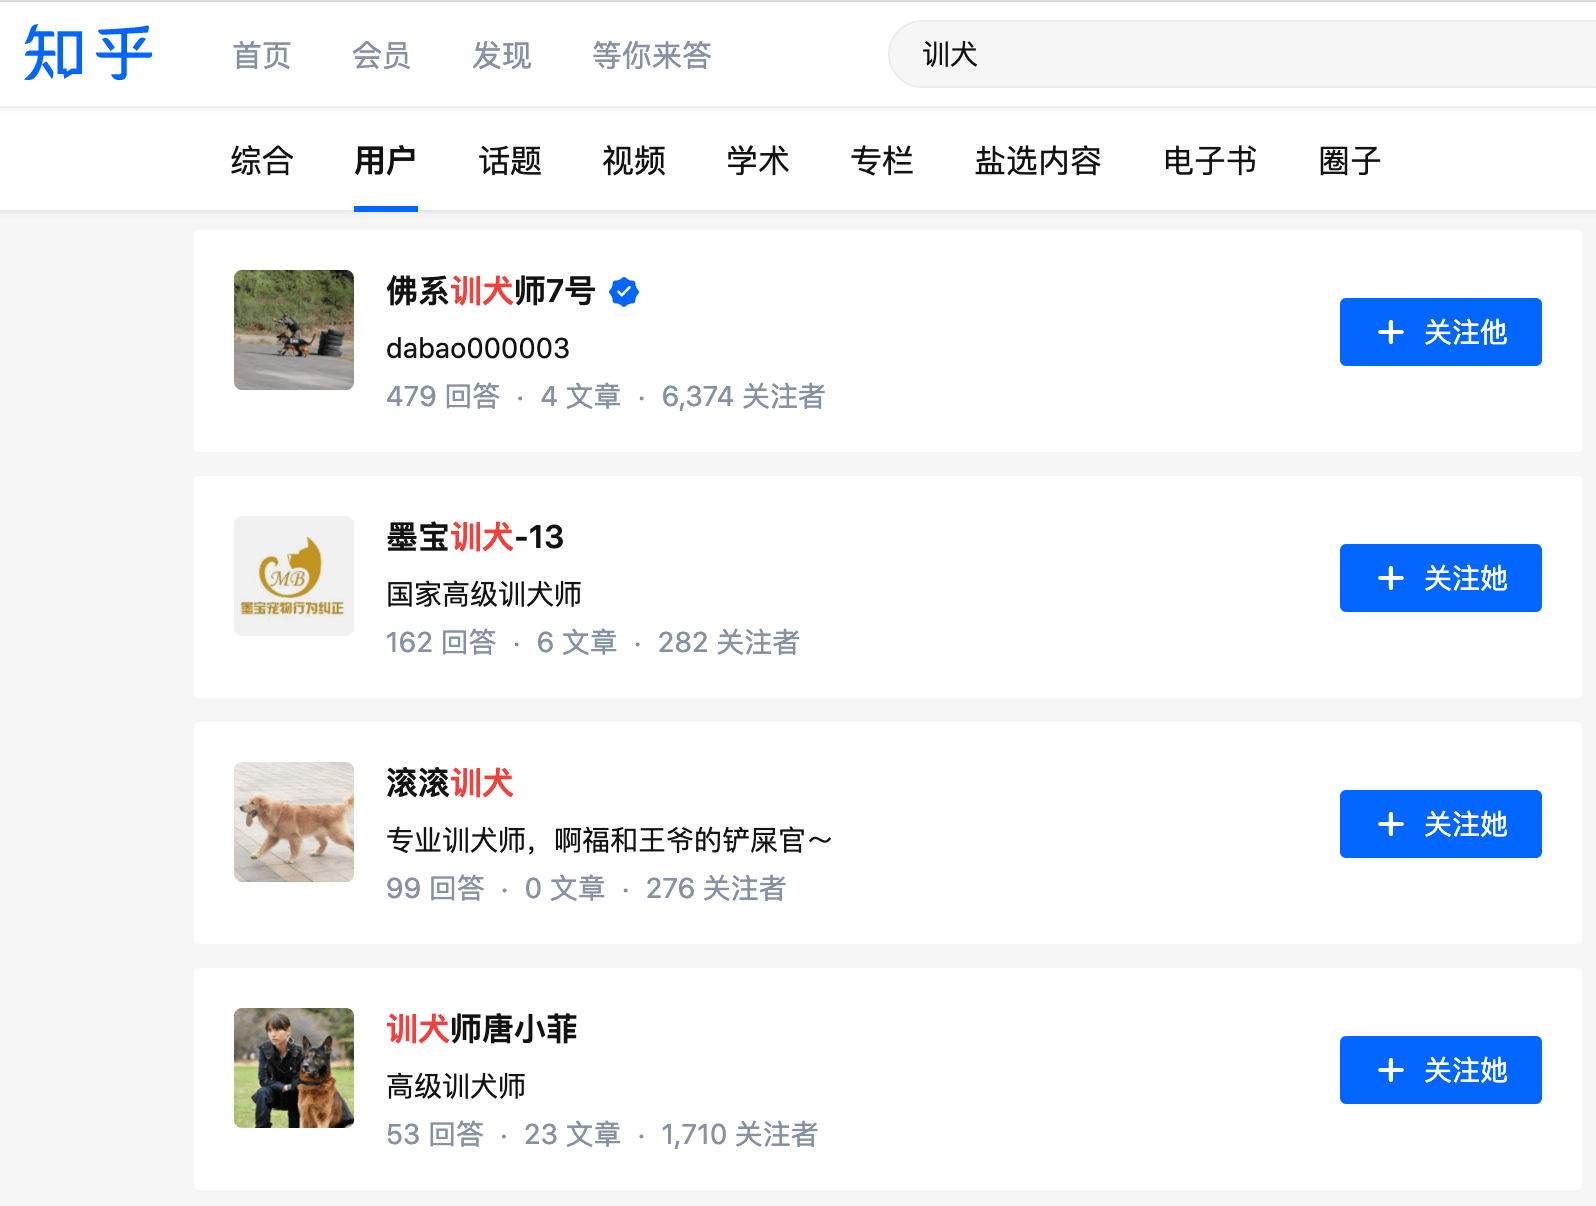 知乎 首页 会员 发现 等你来答 训犬
综合 用户 话题 视频 学术 专栏 盐选内容 电子书 圈子
佛系训犬师7号
dabao000003
479 回答 · 4 文章 · 6,374 关注者
+ 关注他
墨宝训犬-13
国家高级训犬师
162 回答 · 6 文章 · 282 关注者
+ 关注她
MB
墨宝宠物行为纠正
滚滚训犬
专业训犬师，啊福和王爷的铲屎官～
99 回答 · 0 文章 · 276 关注者
+ 关注她
训犬师唐小菲
高级训犬师
53 回答 · 23 文章 · 1,710 关注者
+ 关注她